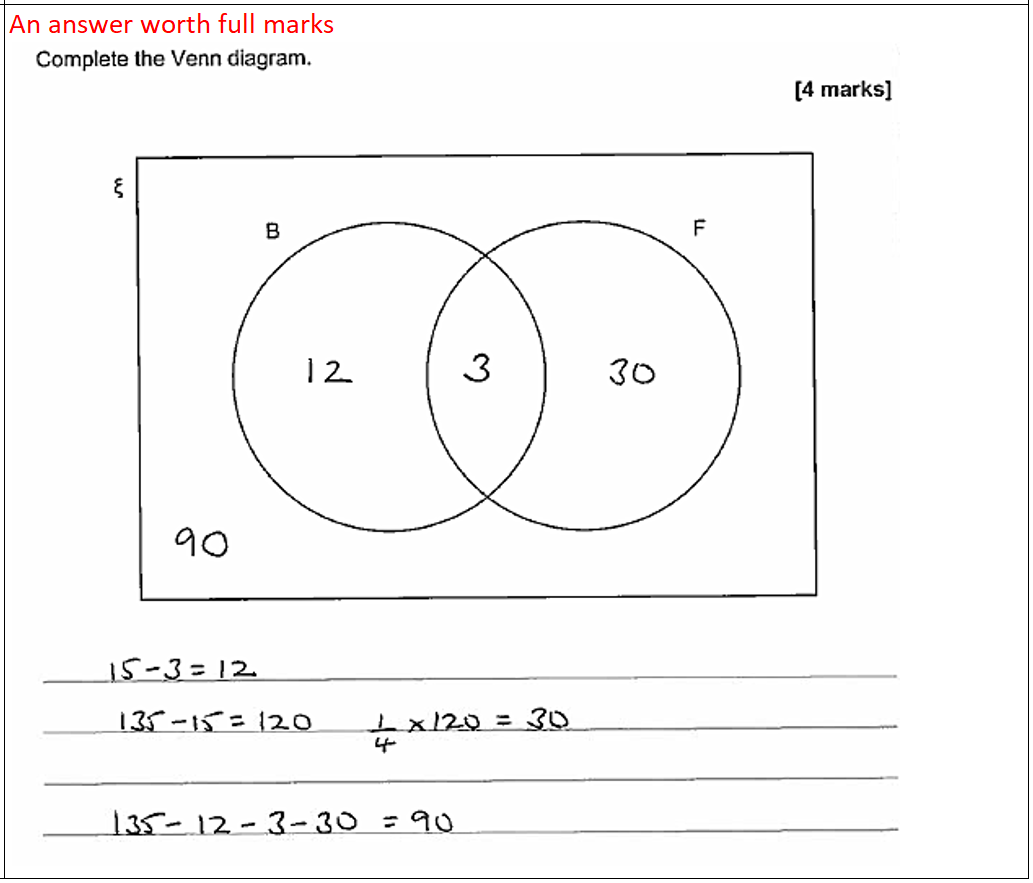 An answer worth full marks
Complete the Venn diagram.
[4 marks]
ξ
B
F
12
3
30
90
15-3=12
135-15=120 1/4 ×120 = 30
135- 12 - 3-30 = 90